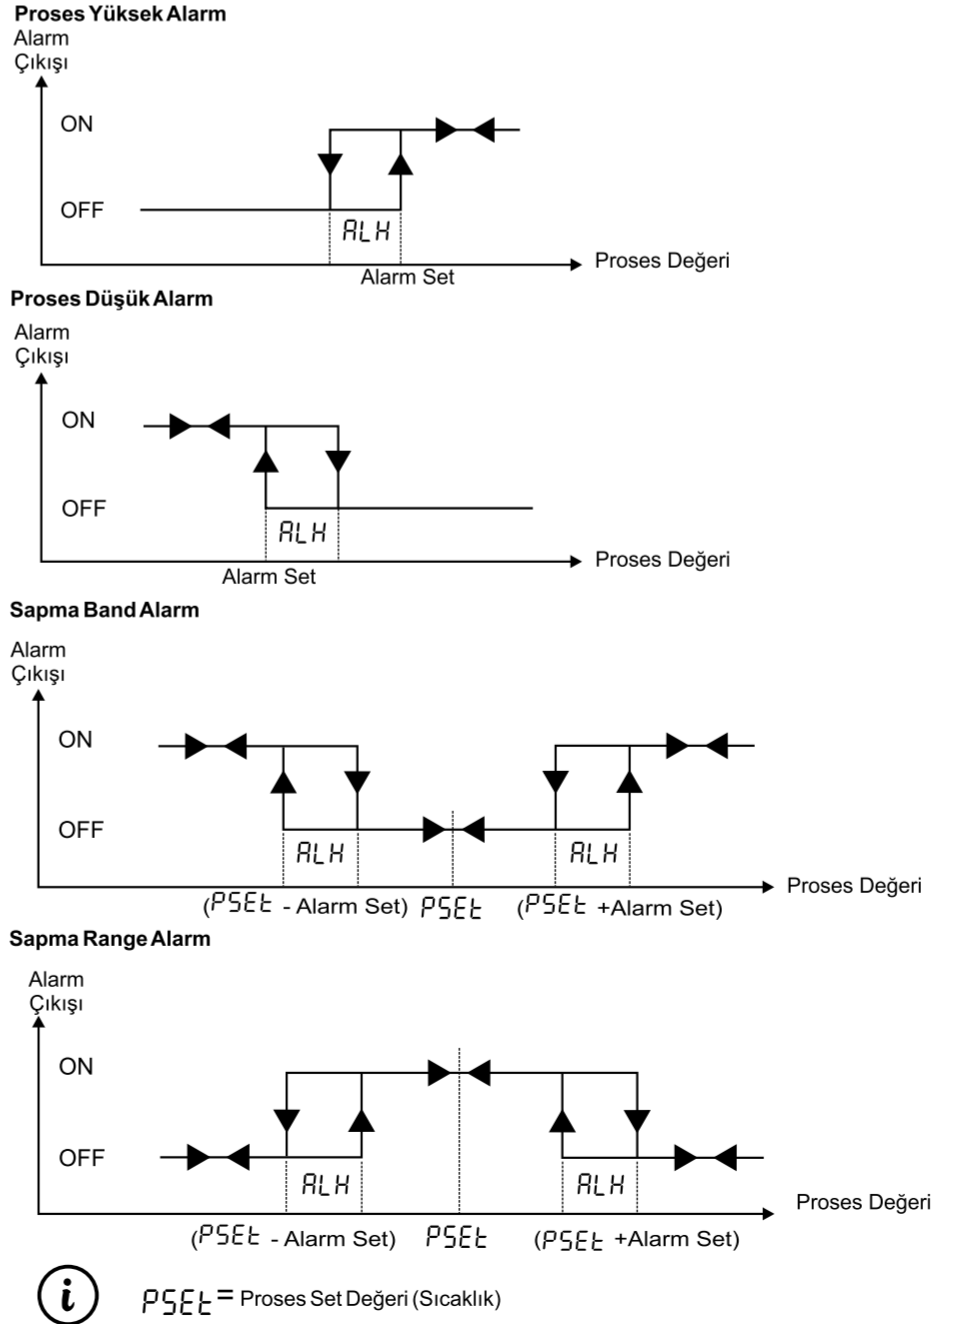 Proses Yüksek Alarm
Alarm
Çıkışı
ON
OFF
ALH
Proses Değeri
Alarm Set
Proses Düşük Alarm
Alarm
Çıkışı
ON
OFF
ALH
Proses Değeri
Alarm Set
Sapma Band Alarm
Alarm
Çıkışı
ON
OFF
ALH ALH
Proses Değeri
(PSEt - Alarm Set) PSEt (PSEt +Alarm Set)
Sapma Range Alarm
Alarm
Çıkışı
ON
OFF
ALH ALH
Proses Değeri
(PSEt - Alarm Set) PSEt (PSEt +Alarm Set)
i PSEt = Proses Set Değeri (Sıcaklık)